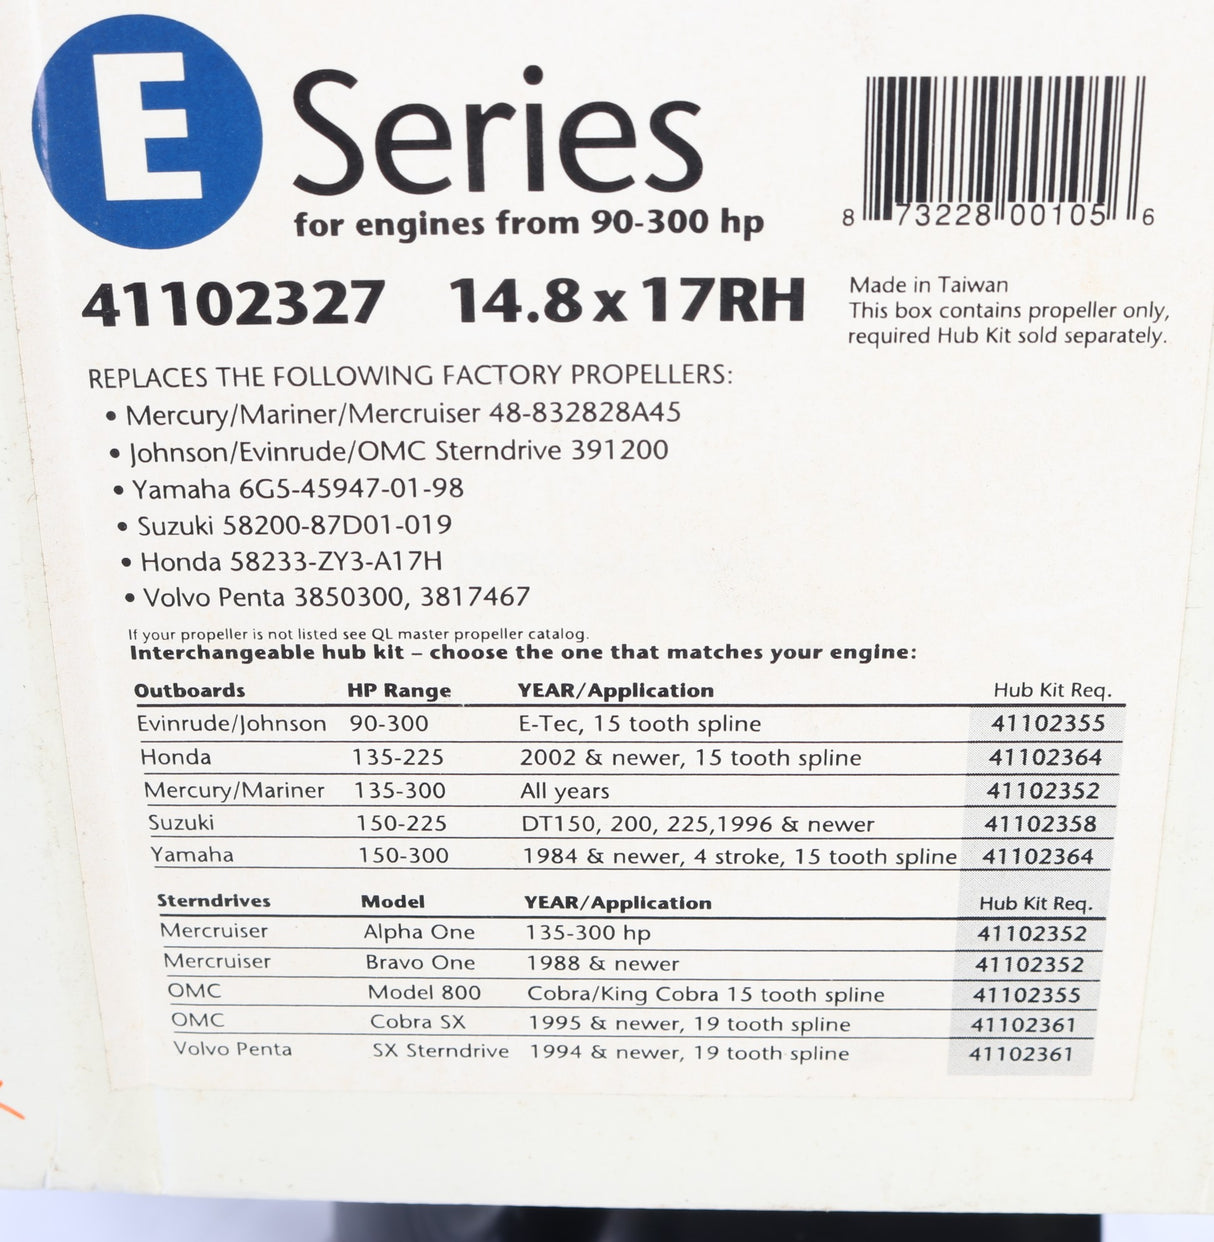 E Series
for engines from 90-300 hp
8 73228 00105 6
41102327 14.8 x 17RH
Made in Taiwan
This box contains propeller only,
required Hub Kit sold separately.
REPLACES THE FOLLOWING FACTORY PROPELLERS:
• Mercury/Mariner/Mercruiser 48-832828A45
• Johnson/Evinrude/OMC Sterndrive 391200
• Yamaha 6G5-45947-01-98
• Suzuki 58200-87D01-019
• Honda 58233-ZY3-A17H
• Volvo Penta 3850300, 3817467
If your propeller is not listed see QL master propeller catalog.
Interchangeable hub kit – choose the one that matches your engine:
Outboards HP Range YEAR/Application Hub Kit Req.
Evinrude/Johnson 90-300 E-Tec, 15 tooth spline 41102355
Honda 135-225 2002 & newer, 15 tooth spline 41102364
Mercury/Mariner 135-300 All years 41102352
Suzuki 150-225 DT150, 200, 225,1996 & newer 41102358
Yamaha 150-300 1984 & newer, 4 stroke, 15 tooth spline 41102364
Sterndrives Model YEAR/Application Hub Kit Req.
Mercruiser Alpha One 135-300 hp 41102352
Mercruiser Bravo One 1988 & newer 41102352
OMC Model 800 Cobra/King Cobra 15 tooth spline 41102355
OMC Cobra SX 1995 & newer, 19 tooth spline 41102361
Volvo Penta SX Sterndrive 1994 & newer, 19 tooth spline 41102361